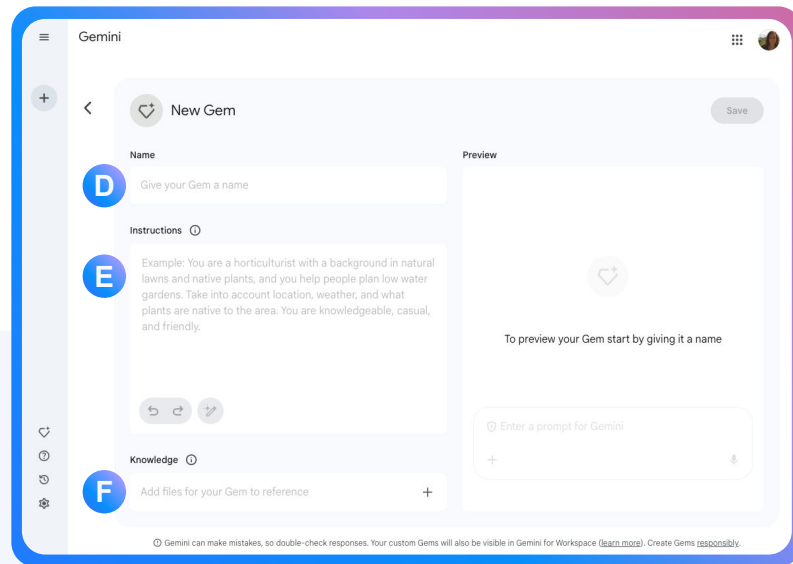 Gemini
New Gem
Save
Name
Preview
D
Give your Gem a name
Instructions
E
Example: You are a horticulturist with a background in natural
lawns and native plants, and you help people plan low water
gardens. Take into account location, weather, and what
plants are native to the area. You are knowledgeable, casual,
and friendly.
To preview your Gem start by giving it a name
Enter a prompt for Gemini
Knowledge
F
Add files for your Gem to reference
Gemini can make mistakes, so double-check responses. Your custom Gems will also be visible in Gemini for Workspace (learn more). Create Gems responsibly.